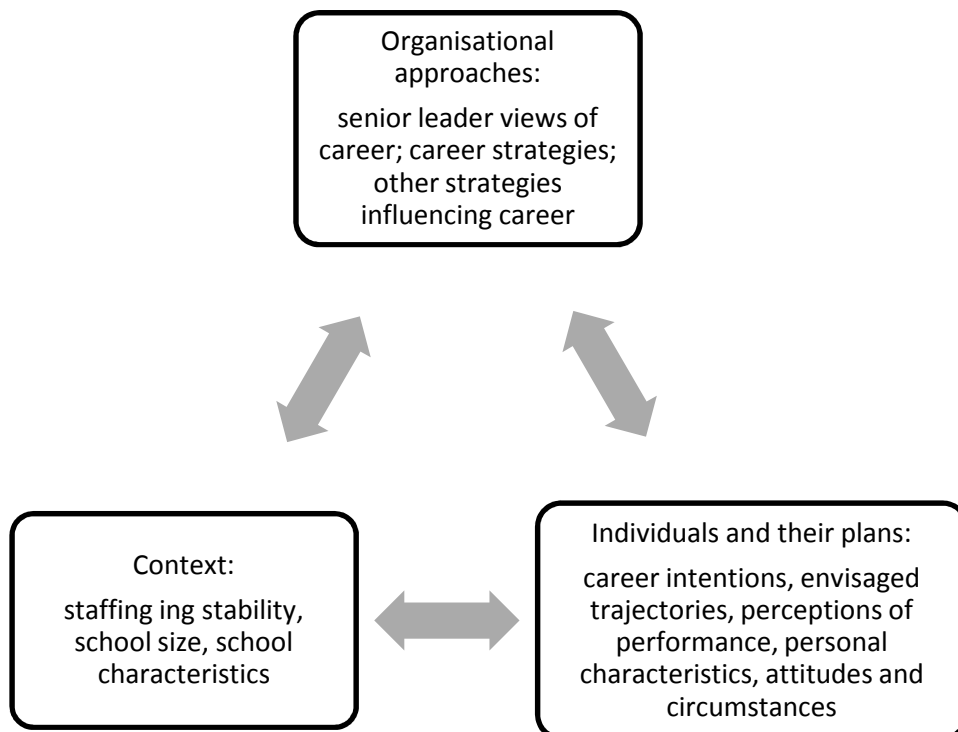 Organisational
approaches:
senior leader views of
career; career strategies;
other strategies
influencing career
Context:
staffing ing stability,
school size, school
characteristics
Individuals and their plans:
career intentions, envisaged
trajectories, perceptions of
performance, personal
characteristics, attitudes and
circumstances